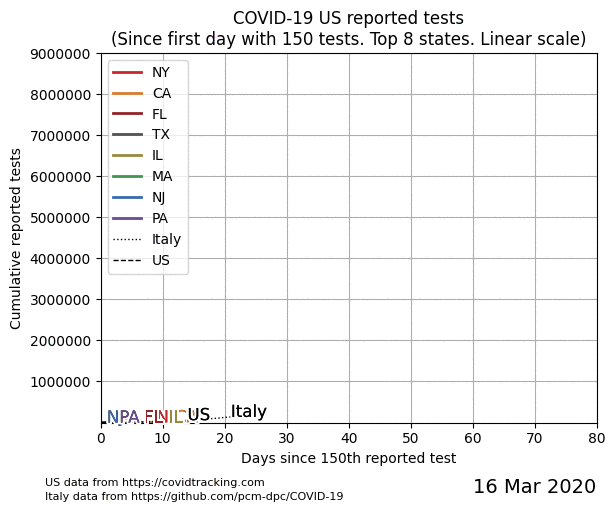 COVID-19 US reported tests
(Since first day with 150 tests. Top 8 states. Linear scale)
9000000
8000000
7000000
6000000
5000000
4000000
3000000
2000000
1000000
Cumulative reported tests
NY
CA
FL
TX
IL
MA
NJ
PA
Italy
US
PA FL IL US Italy
0 10 20 30 40 50 60 70 80
Days since 150th reported test
US data from https://covidtracking.com
Italy data from https://github.com/pcm-dpc/COVID-19
16 Mar 2020